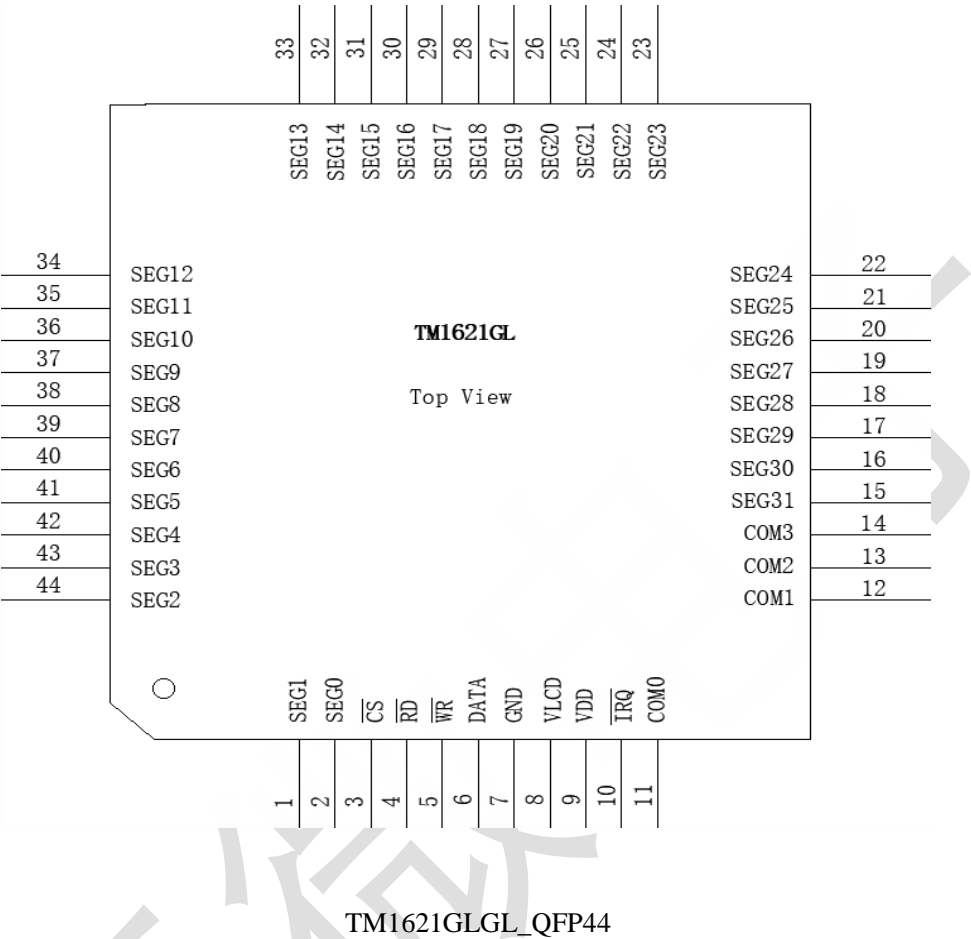 33 32 31 30 29 28 27 26 25 24 23
SEG13 SEG14 SEG15 SEG16 SEG17 SEG18 SEG19 SEG20 SEG21 SEG22 SEG23
34 SEG12 SEG24 22
35 SEG11 SEG25 21
36 SEG10 SEG26 20
TM1621GL
37 SEG9 SEG27 19
38 SEG8 SEG28 18
Top View
39 SEG7 SEG29 17
40 SEG6 SEG30 16
41 SEG5 SEG31 15
42 SEG4 COM3 14
43 SEG3 COM2 13
44 SEG2 COM1 12
SEG1 SEG0 C̅S̅ R̅D̅ W̅R̅ DATA GND VLCD VDD I̅R̅Q̅ COM0
1 2 3 4 5 6 7 8 9 10 11
TM1621GLGL_QFP44